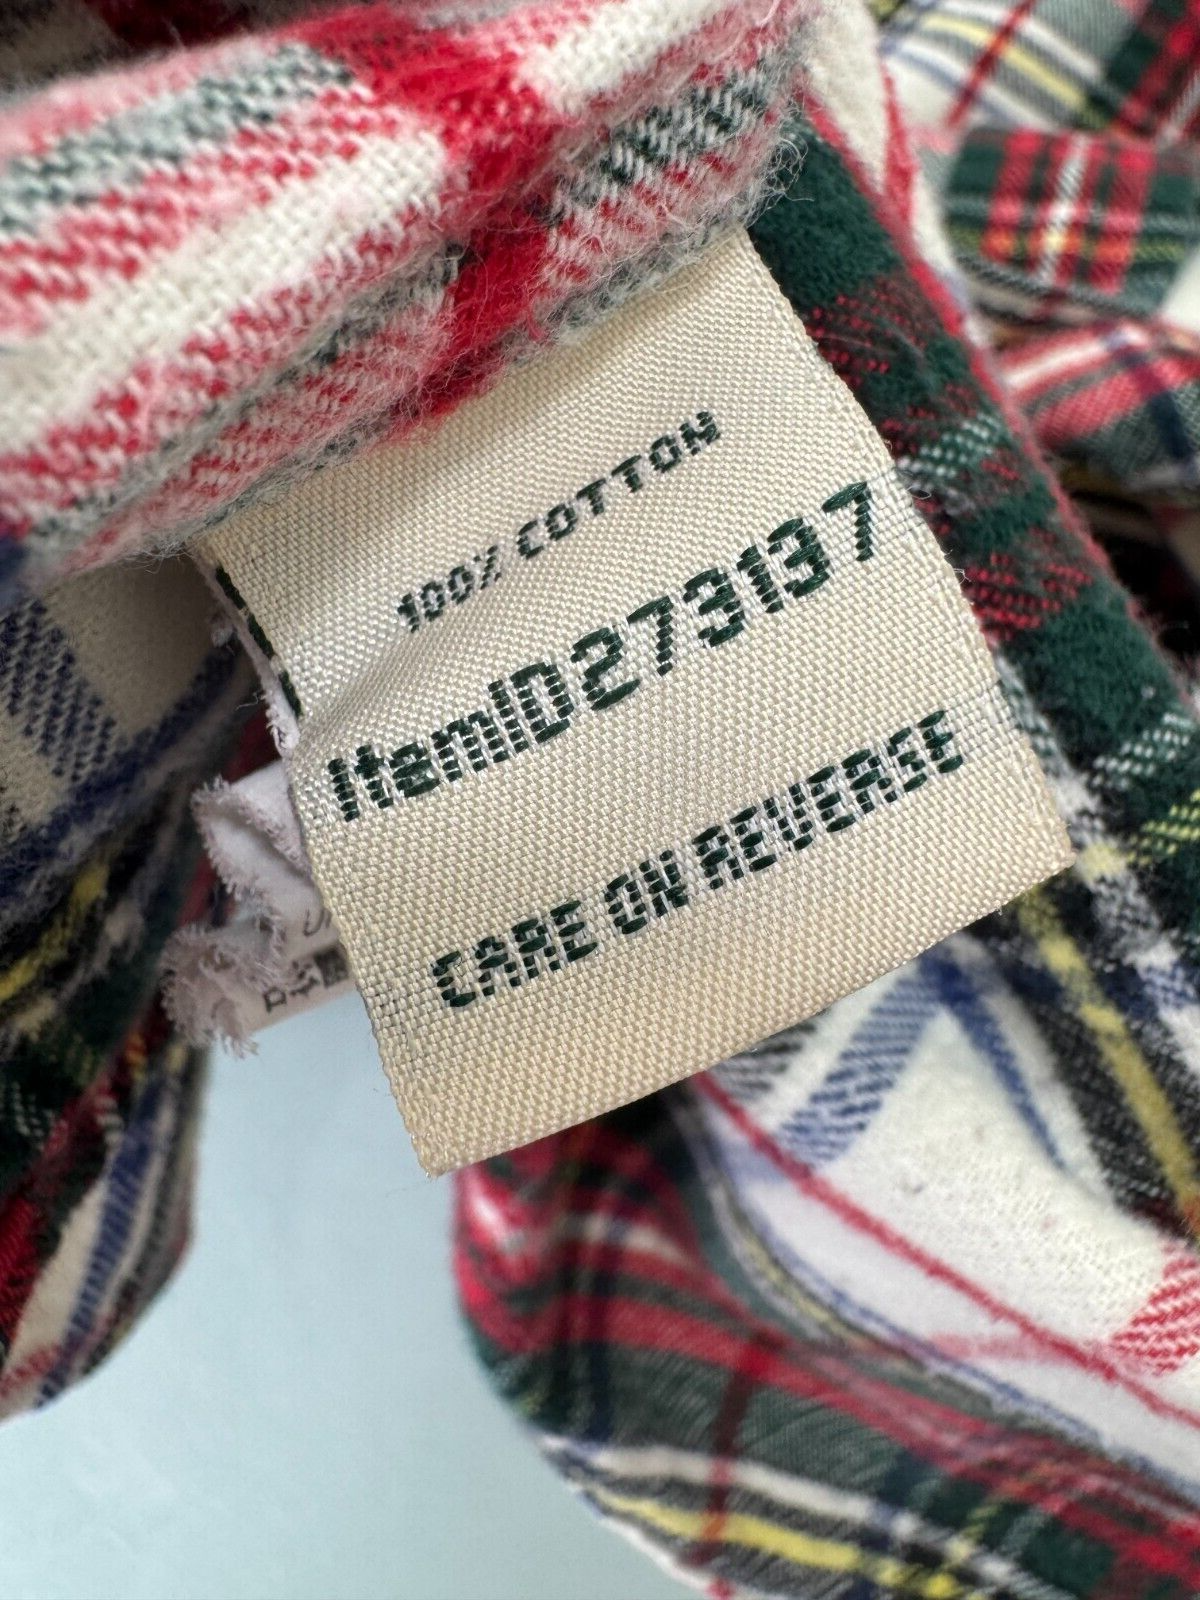 100% COTTON
ItemID273137
CARE ON REVERSE